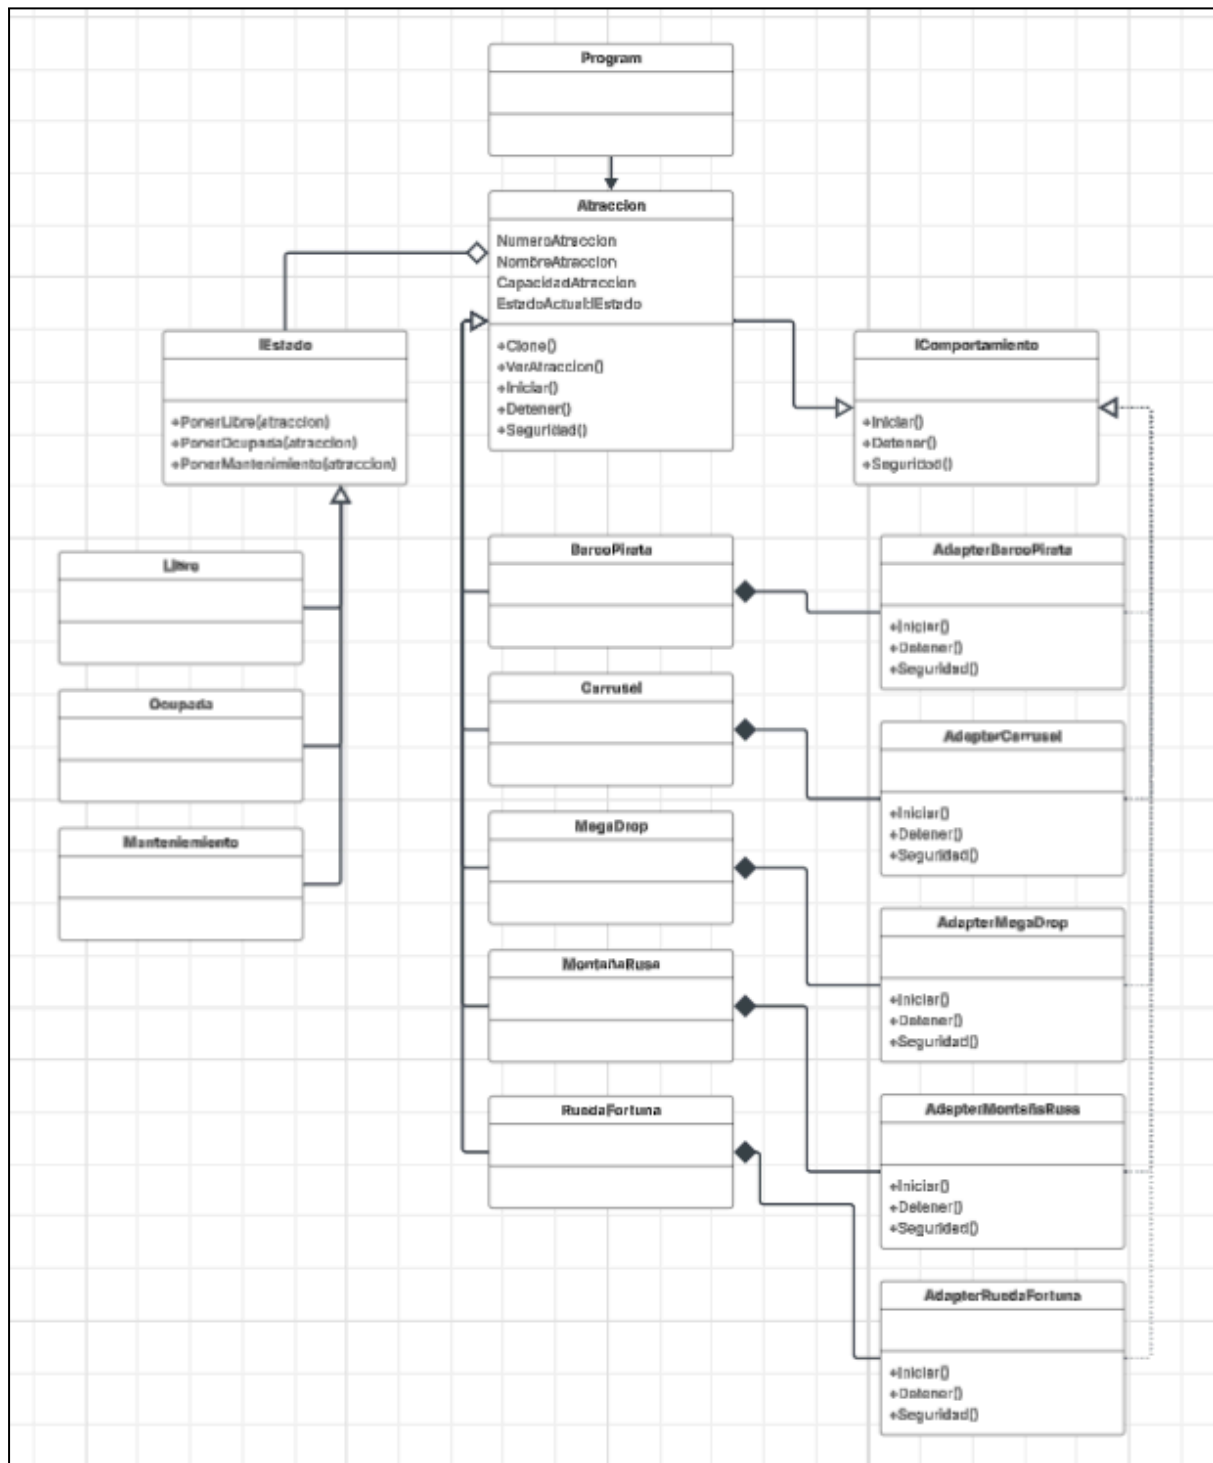 Program
Atraccion
NumeroAtraccion
NombreAtraccion
CapacidadAtraccion
EstadoActual:IEstado
+Clone()
+VerAtraccion()
+Iniciar()
+Detener()
+Seguridad()
IEstado
+PonerLibre(atraccion)
+PonerOcupada(atraccion)
+PonerMantenimiento(atraccion)
IComportamiento
+Iniciar()
+Detener()
+Seguridad()
Libre
Ocupada
Manteniemiento
BarcoPirata
Carrusel
MegaDrop
MontañaRusa
RuedaFortuna
AdapterBarcoPirata
+Iniciar()
+Detener()
+Seguridad()
AdapterCarrusel
+Iniciar()
+Detener()
+Seguridad()
AdapterMegaDrop
+Iniciar()
+Detener()
+Seguridad()
AdapterMontañaRusa
+Iniciar()
+Detener()
+Seguridad()
AdapterRuedaFortuna
+Iniciar()
+Detener()
+Seguridad()